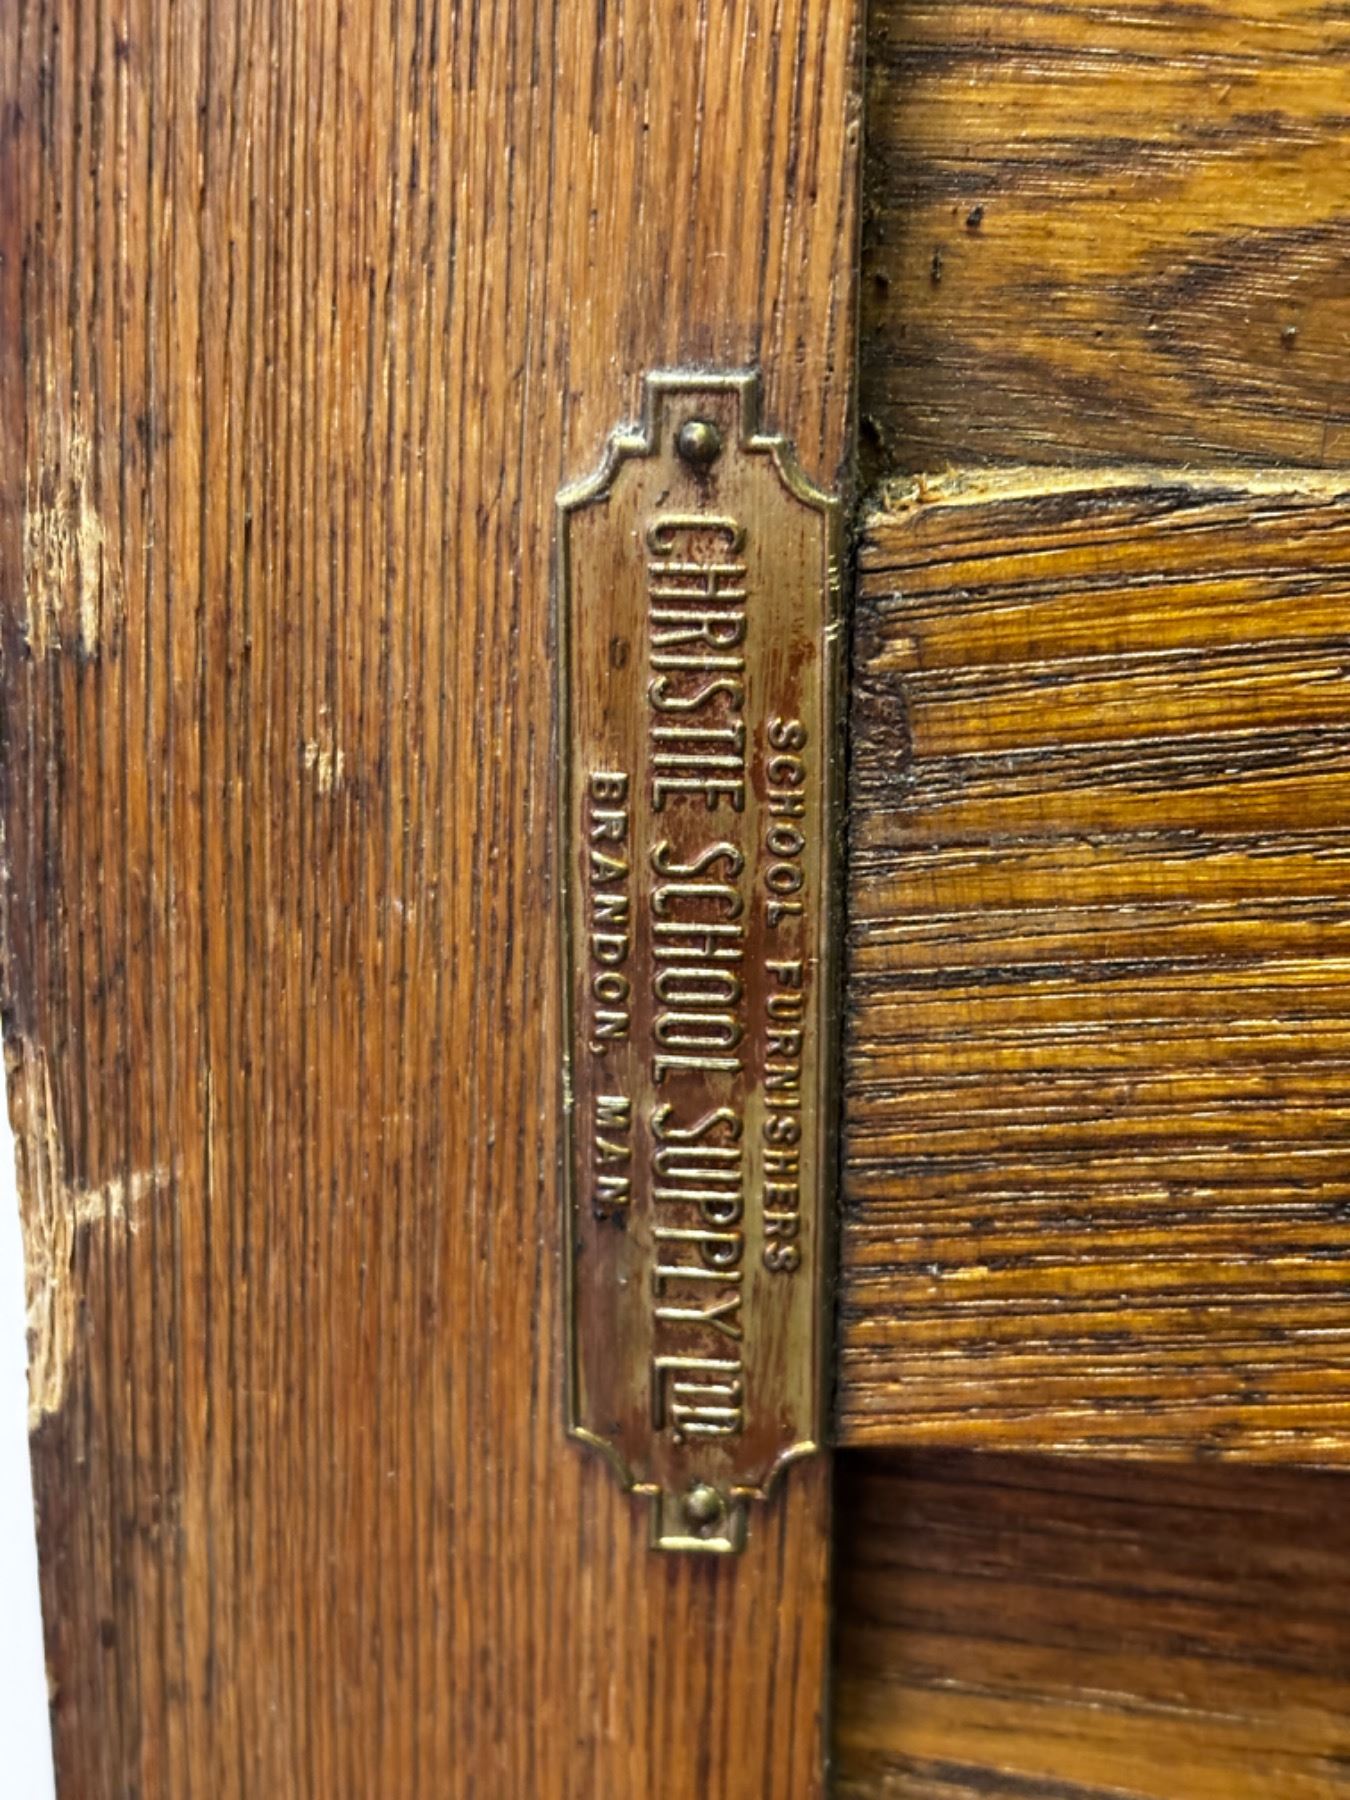 SCHOOL FURNISHERS
CHRISTIE SCHOOL SUPPLY LTD.
BRANDON, MAN.